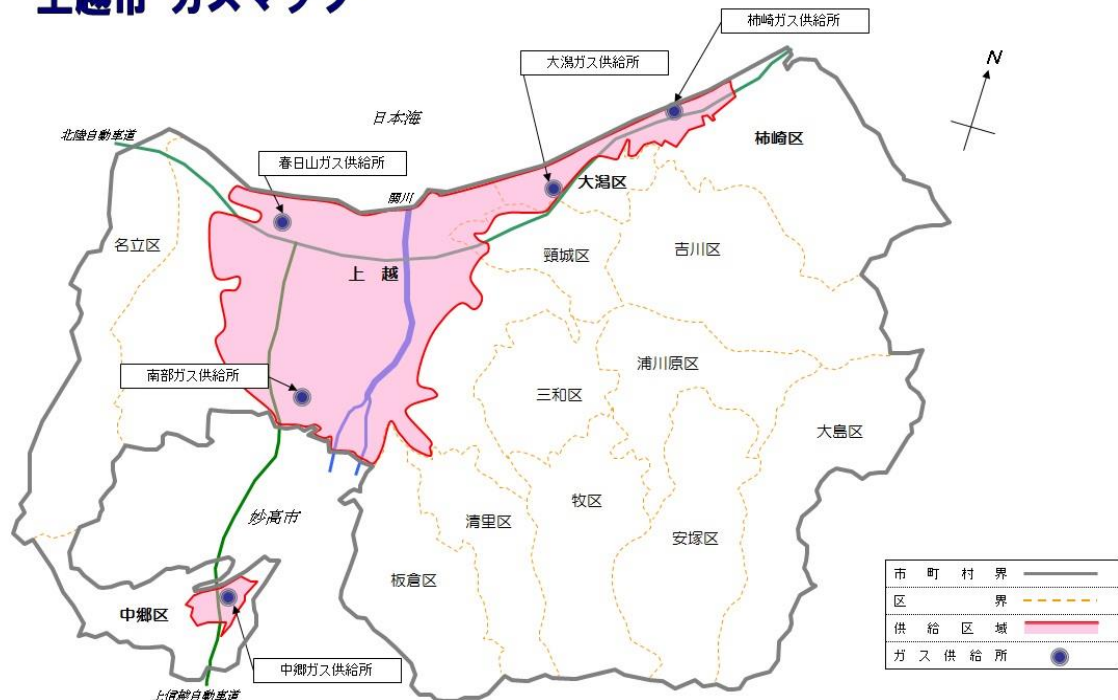 上越市 ガスマップ
柿崎ガス供給所
大潟ガス供給所
N
日本海
北陸自動車道
柿崎区
春日山ガス供給所
大潟区
関川
名立区
頸城区
吉川区
上 越
浦川原区
南部ガス供給所
三和区
大島区
牧区
妙高市
清里区
安塚区
板倉区
市町村界
区界
中郷区
供給区域
ガス供給所
中郷ガス供給所
上信越自動車道